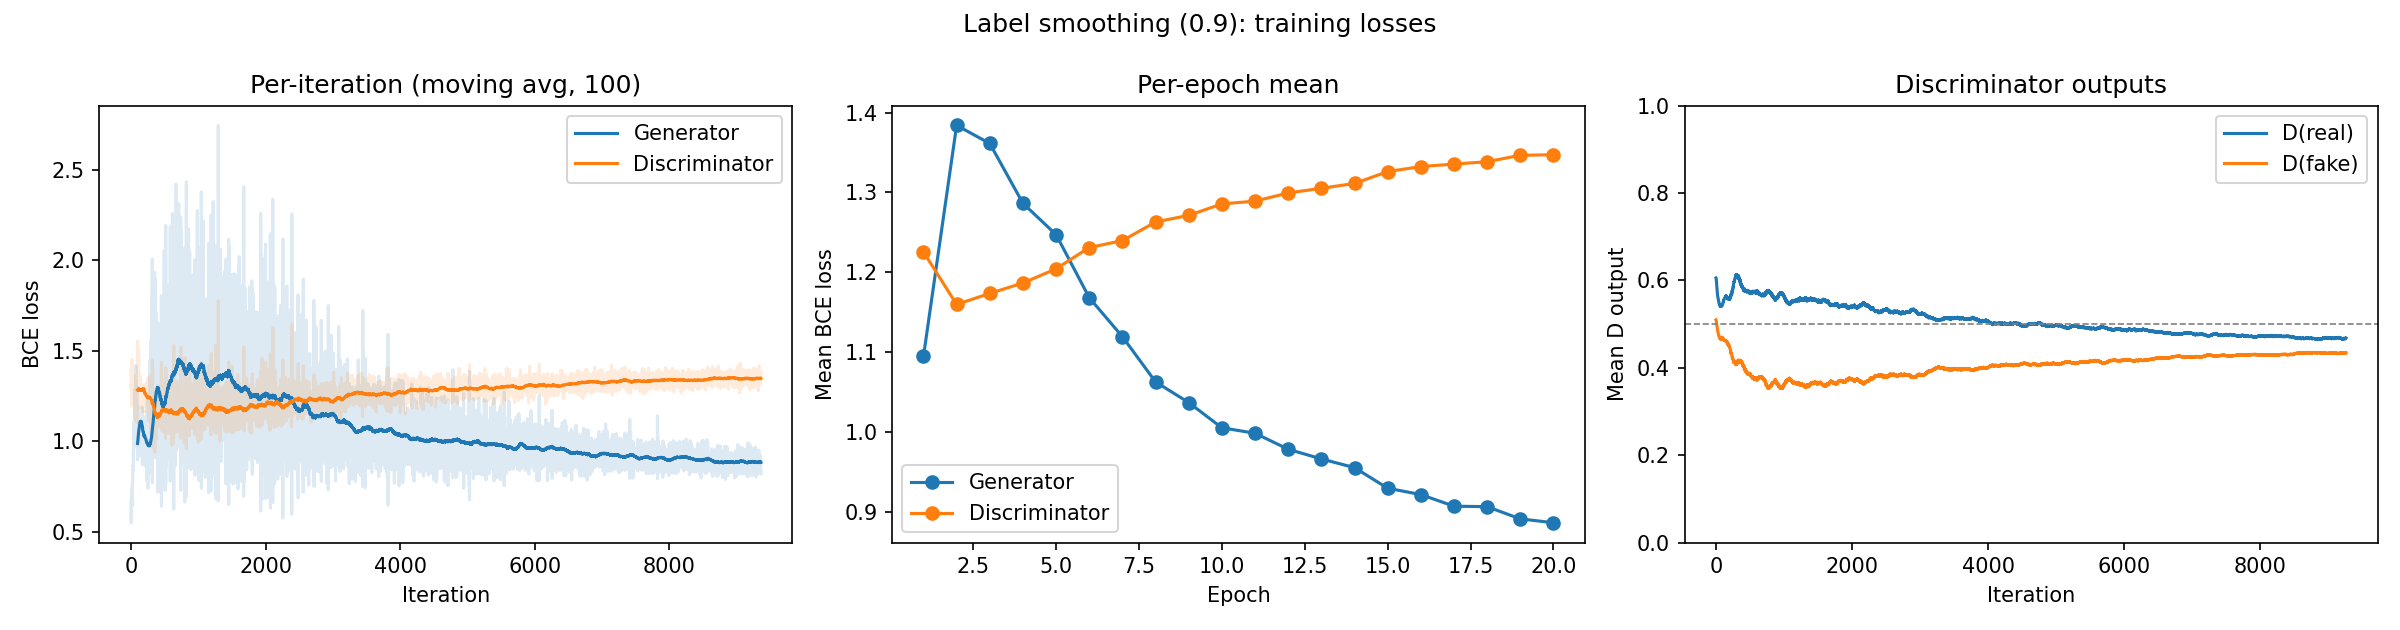 Label smoothing (0.9): training losses
Per-iteration (moving avg, 100)
BCE loss
2.5
2.0
1.5
1.0
0.5
Generator
Discriminator
0
2000
4000
6000
8000
Iteration
Per-epoch mean
Mean BCE loss
1.4
1.3
1.2
1.1
1.0
0.9
Generator
Discriminator
2.5
5.0
7.5
10.0
12.5
15.0
17.5
20.0
Epoch
Discriminator outputs
Mean D output
1.0
0.8
0.6
0.4
0.2
0.0
D(real)
D(fake)
0
2000
4000
6000
8000
Iteration